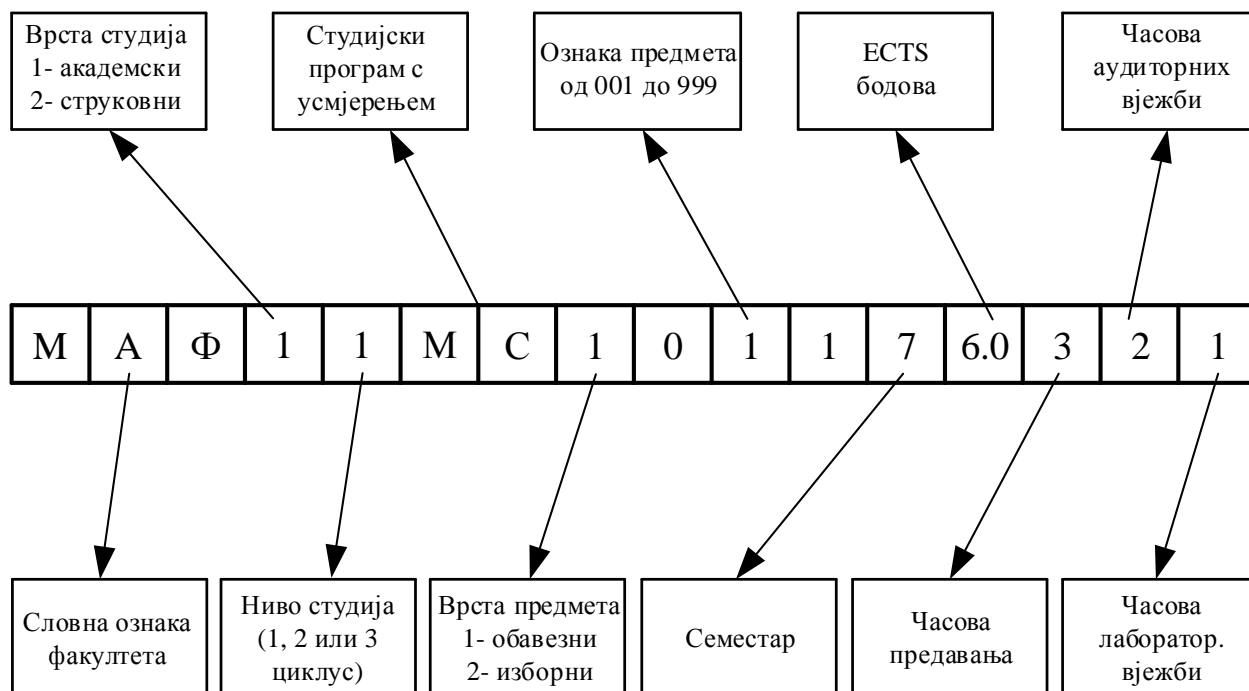 Врста студија
1- академски
2- струковни
Студијски
програм с
усмјерењем
Ознака предмета
од 001 до 999
ECTS
бодова
Часова
аудиторних
вјежби
М А Ф 1 1 М С 1 0 1 1 7 6.0 3 2 1
Словна ознака
факултета
Ниво студија
(1, 2 или 3
циклус)
Врста предмета
1- обавезни
2- изборни
Семестар
Часова
предавања
Часова
лаборатор.
вјежби